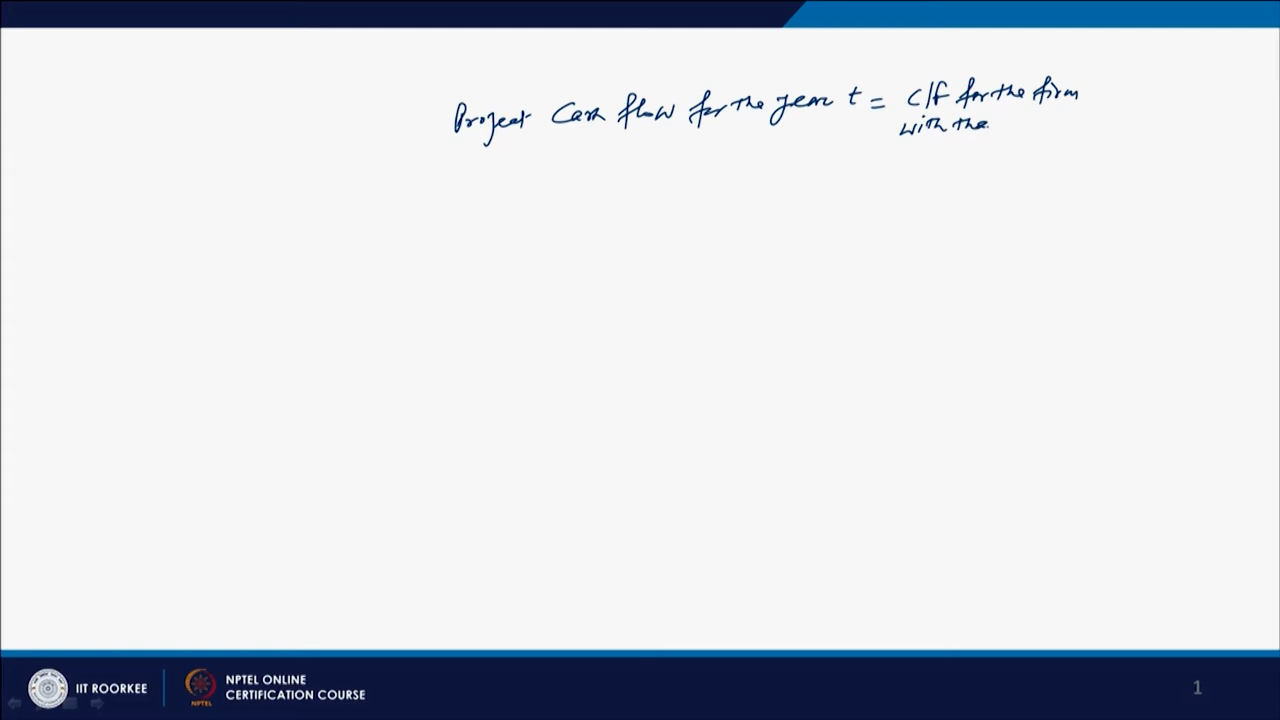 Project Cash flow for the year t = C/F for the firm
with the
1
IIT ROORKEE
NPTEL ONLINE
CERTIFICATION COURSE
NPTEL